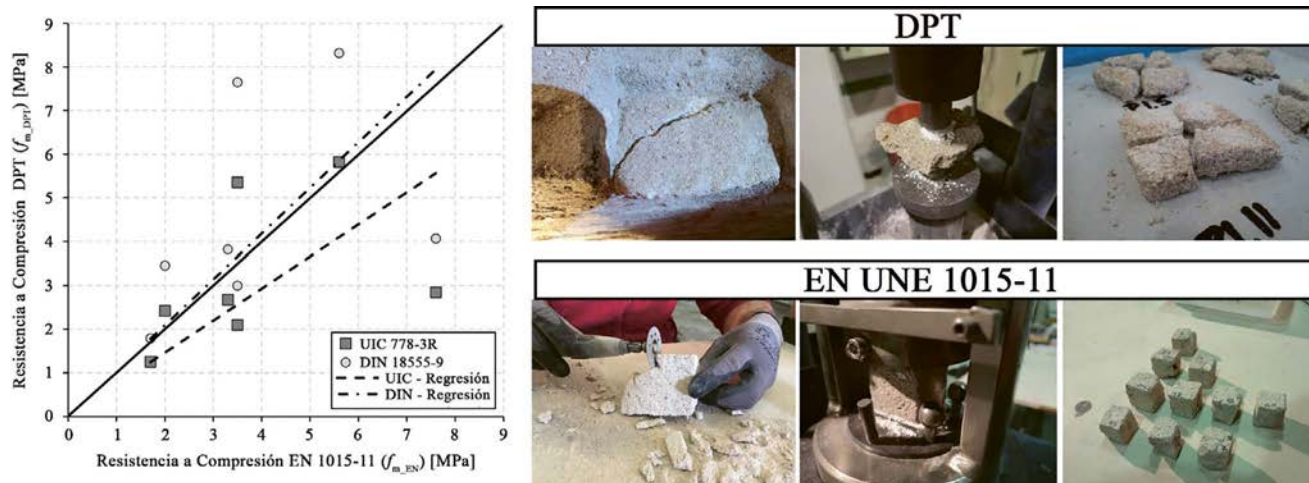 9
8
7
6
5
4
3
2
1
0
Resistencia a Compresión DPT (fm_DPT) [MPa]
UIC 778-3R
DIN 18555-9
UIC - Regresión
DIN - Regresión
0 1 2 3 4 5 6 7 8 9
Resistencia a Compresión EN 1015-11 (fm_EN) [MPa]
DPT
EN UNE 1015-11